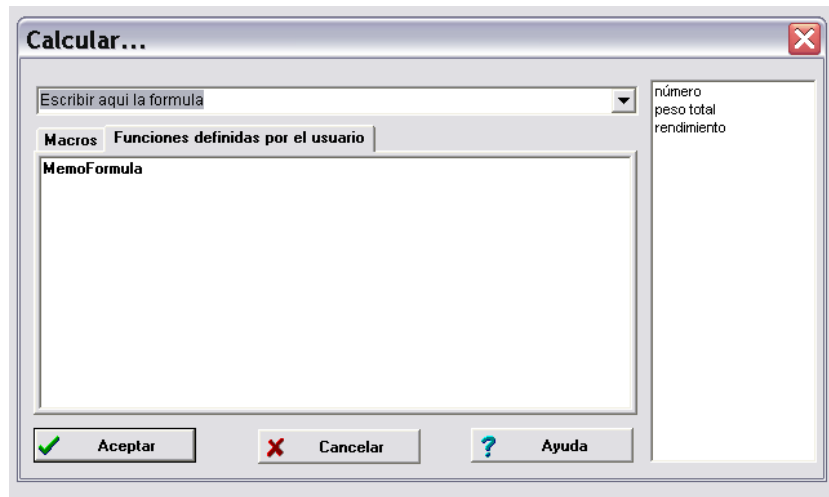 Calcular...
Escribir aqui la formula
Macros
Funciones definidas por el usuario
MemoFormula
número
peso total
rendimiento
Aceptar
Cancelar
Ayuda